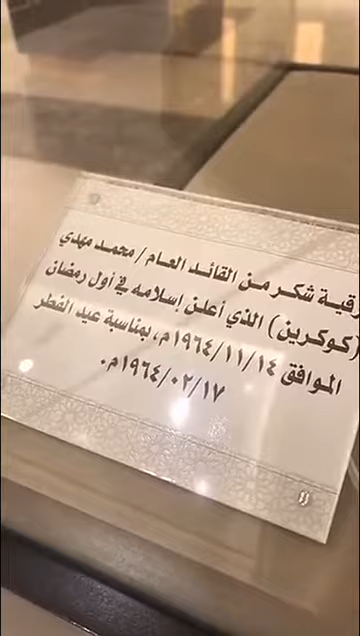 برقية شكر من القائد العام / محمد مهدي
(كوكرين) الذي أعلن إسلامه في أول رمضان
الموافق ١٩٦٤/١١/١٤م، بمناسبة عيد الفطر
١٩٦٤/٠٢/١٧م.